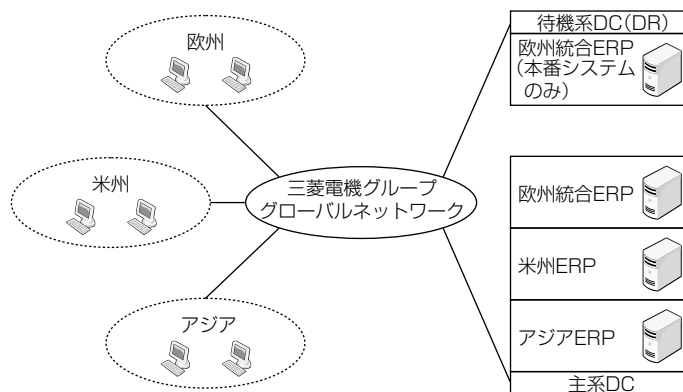 欧州
米州
アジア
三菱電機グループ
グローバルネットワーク
待機系DC(DR)
欧州統合ERP
(本番システム
のみ)
欧州統合ERP
米州ERP
アジアERP
主系DC